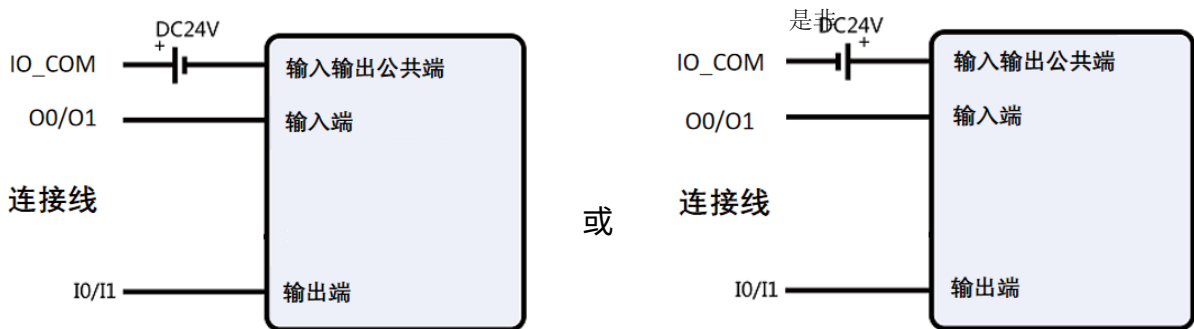 DC24V
+
IO_COM
输入输出公共端
O0/O1
输入端
连接线
I0/I1
输出端
或
是非
DC24V
+
IO_COM
输入输出公共端
O0/O1
输入端
连接线
I0/I1
输出端